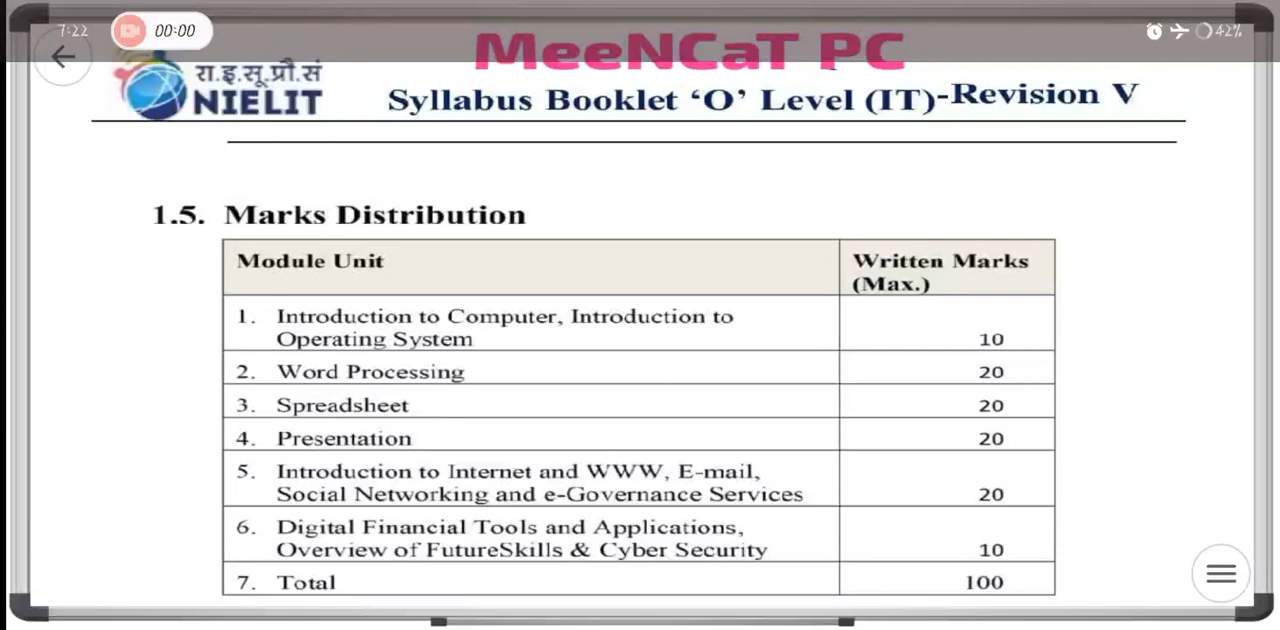 7:22 00:00 42%
MeeNCaT PC
रा.इ.सू.प्रौ.सं
NIELIT
Syllabus Booklet ‘O’ Level (IT)-Revision V
1.5. Marks Distribution
Module Unit Written Marks
(Max.)
1. Introduction to Computer, Introduction to
Operating System 10
2. Word Processing 20
3. Spreadsheet 20
4. Presentation 20
5. Introduction to Internet and WWW, E-mail,
Social Networking and e-Governance Services 20
6. Digital Financial Tools and Applications,
Overview of FutureSkills & Cyber Security 10
7. Total 100